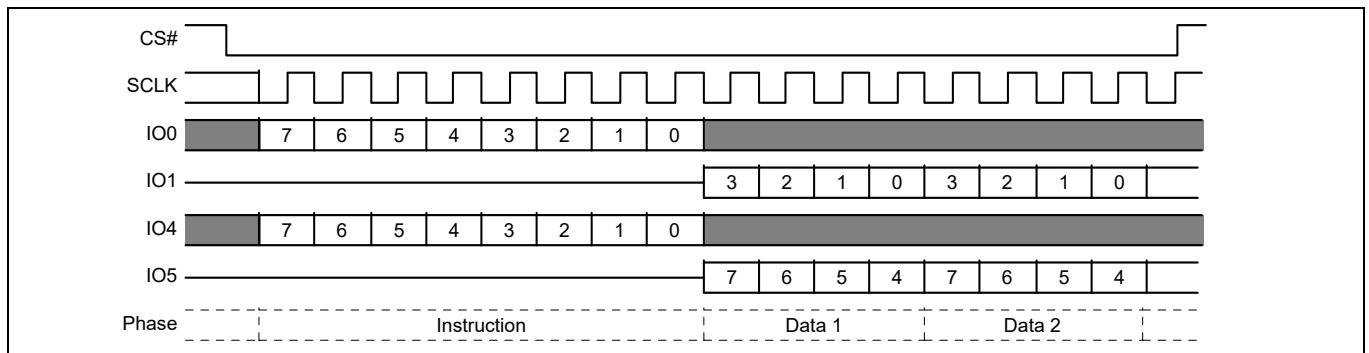 CS#
SCLK
IO0 7 6 5 4 3 2 1 0
IO1 3 2 1 0 3 2 1 0
IO4 7 6 5 4 3 2 1 0
IO5 7 6 5 4 7 6 5 4
Phase Instruction Data 1 Data 2